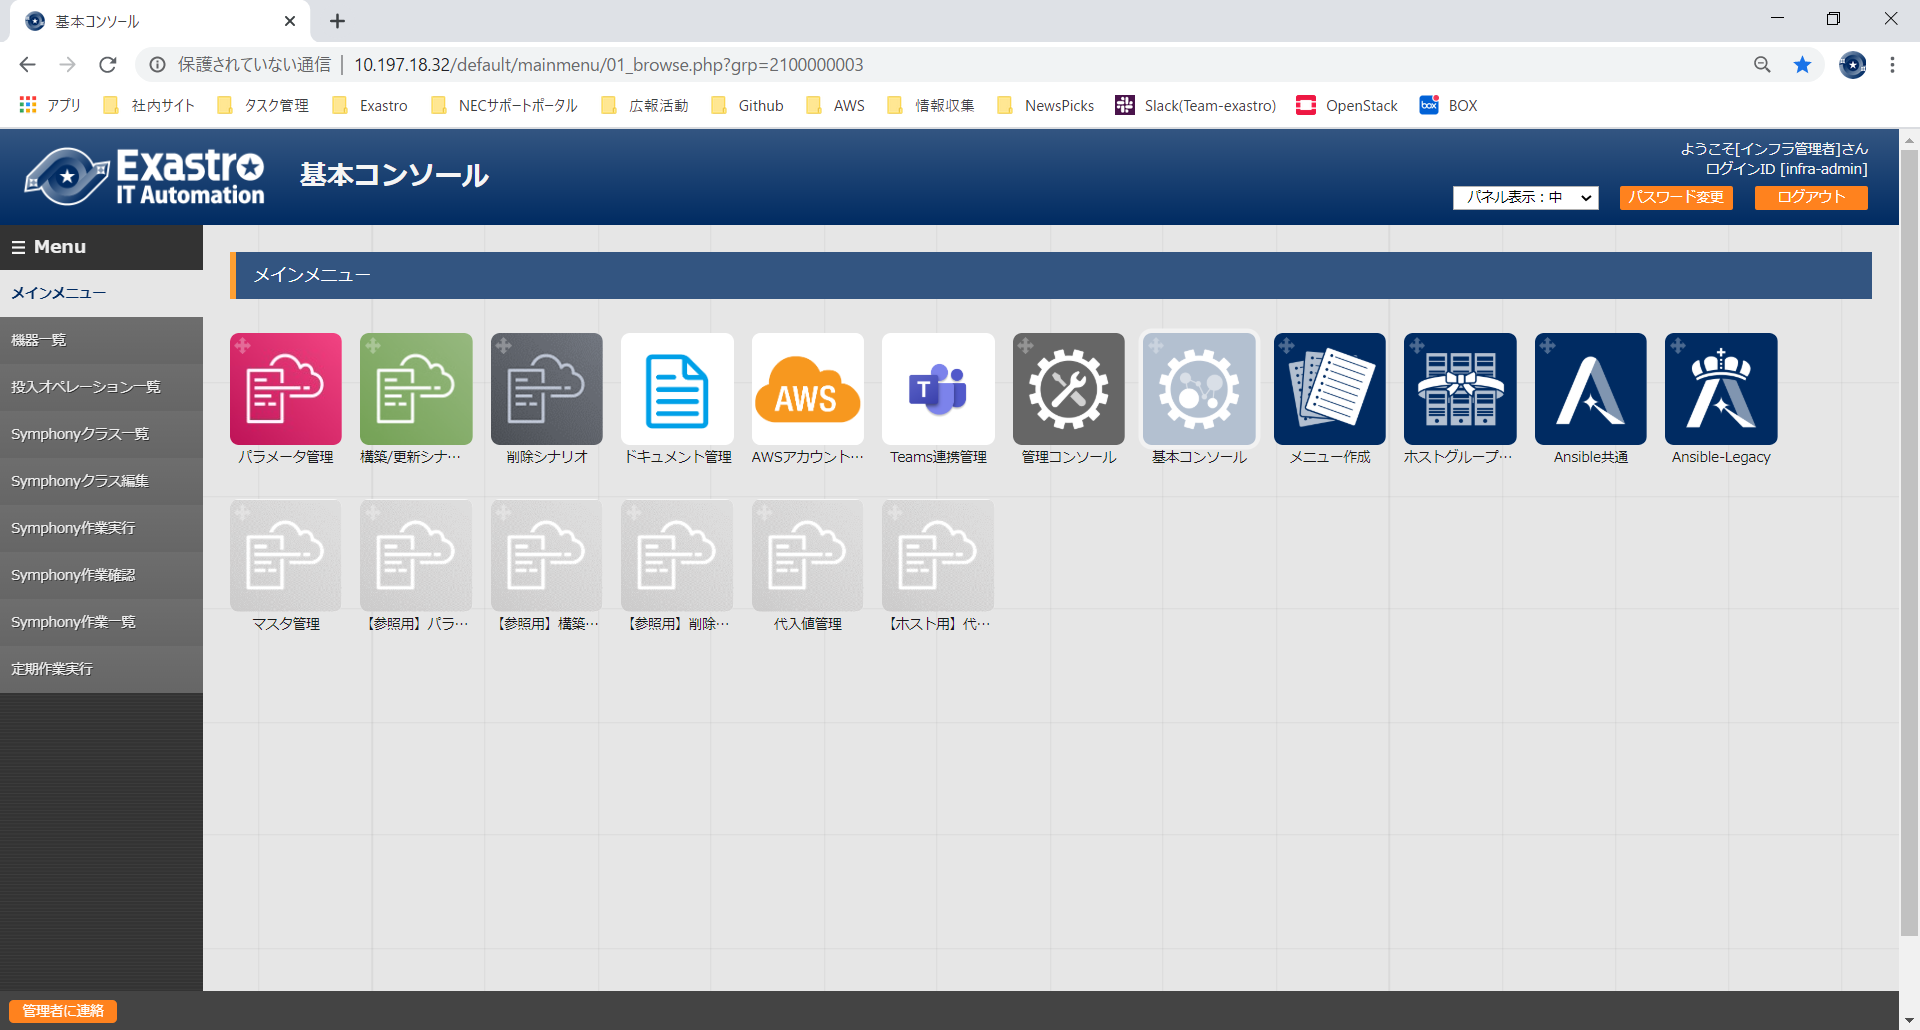 基本コンソール
保護されていない通信 | 10.197.18.32/default/mainmenu/01_browse.php?grp=2100000003
アプリ 社内サイト タスク管理 Exastro NECサポートポータル 広報活動 Github AWS 情報収集 NewsPicks Slack(Team-exastro) OpenStack BOX
Exastro
IT Automation
基本コンソール
ようこそ[インフラ管理者]さん
ログインID [infra-admin]
パネル表示：中 パスワード変更 ログアウト
Menu
メインメニュー
機器一覧
投入オペレーション一覧
Symphonyクラス一覧
Symphonyクラス編集
Symphony作業実行
Symphony作業確認
Symphony作業一覧
定期作業実行
メインメニュー
AWS
T
パラメータ管理 構築/更新シナ… 削除シナリオ ドキュメント管理 AWSアカウント… Teams連携管理 管理コンソール 基本コンソール メニュー作成 ホストグループ… Ansible共通 Ansible-Legacy
マスタ管理 【参照用】パラ… 【参照用】構築… 【参照用】削除… 代入値管理 【ホスト用】代…
管理者に連絡